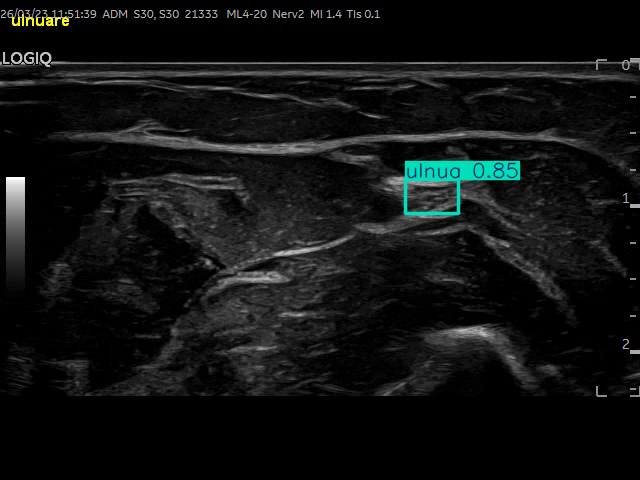 26/03/23 11:51:39 ADM S30, S30 21333 ML4-20 Nerv2 MI 1.4 TIs 0.1
ulnuare
LOGIQ
0
ulnua 0.85
1
2